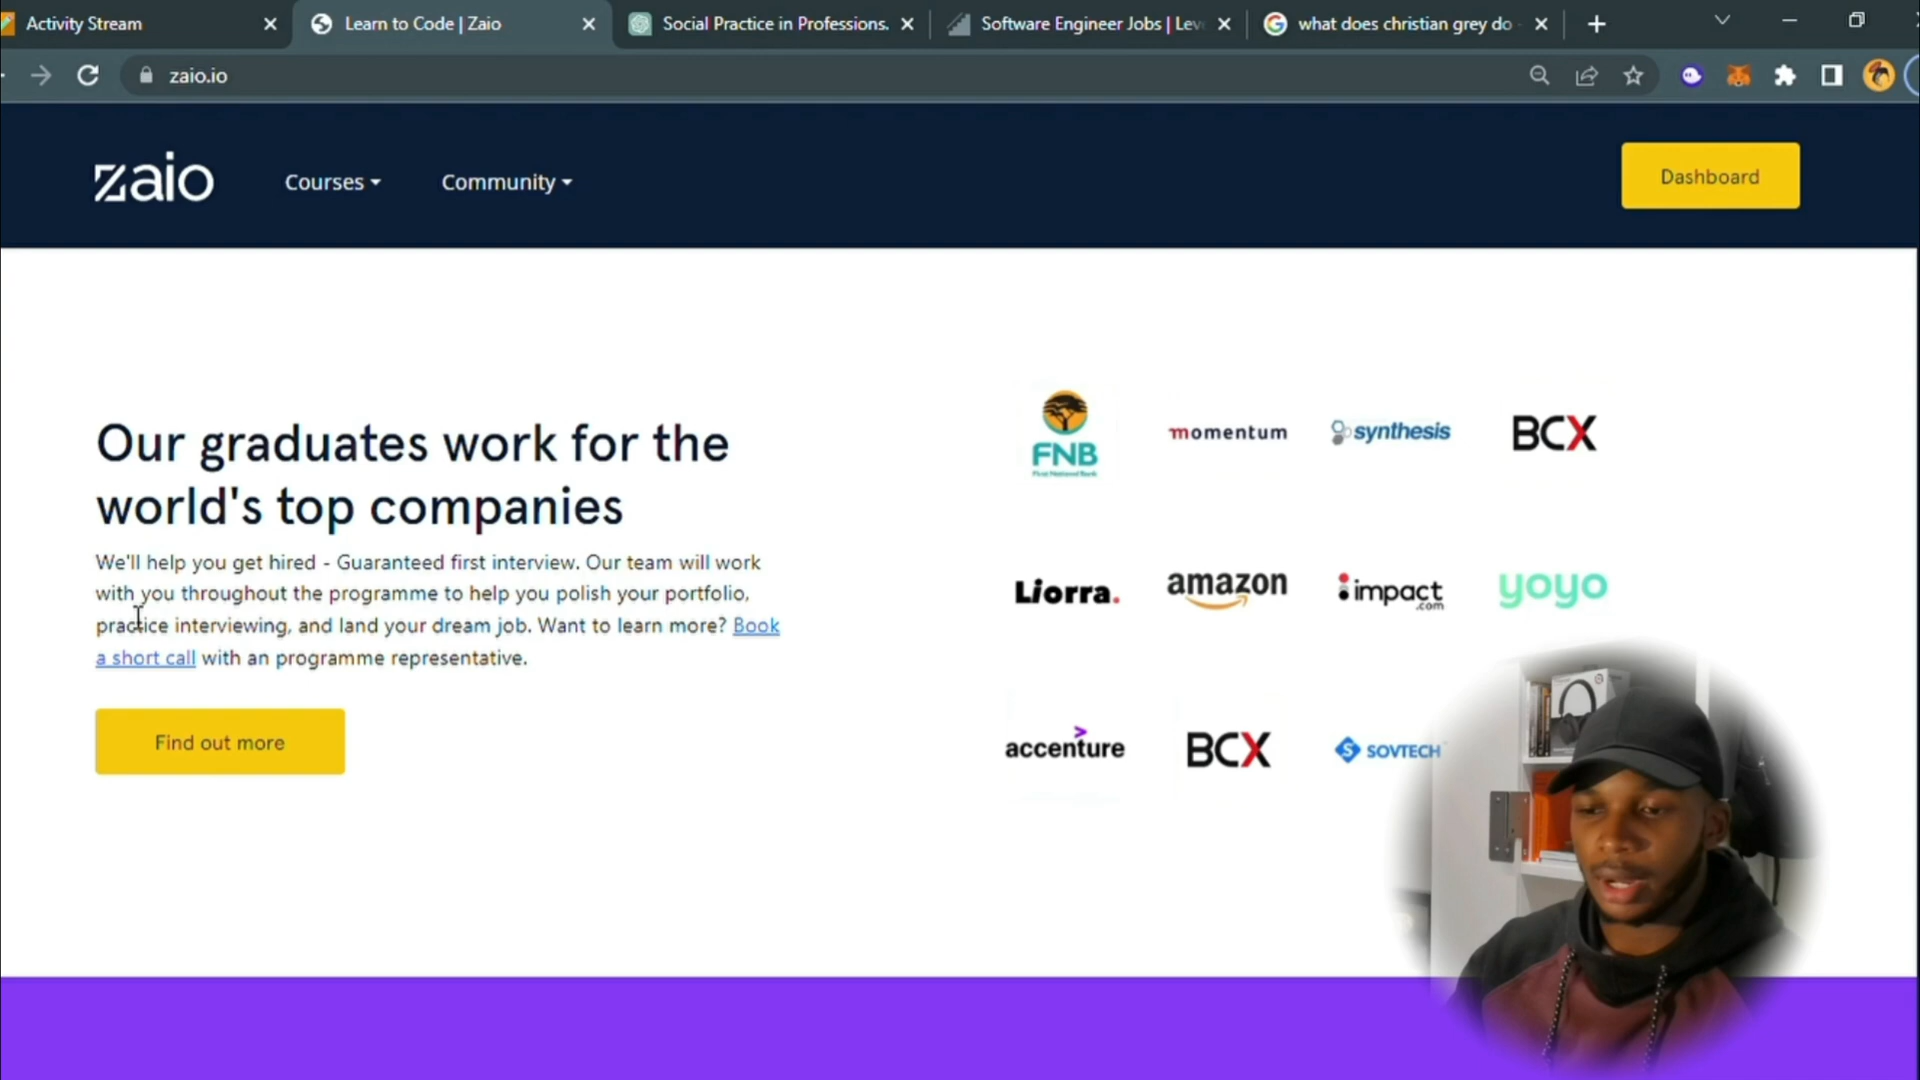 Activity Stream
Learn to Code | Zaio
Social Practice in Professions.
Software Engineer Jobs | Lev
what does christian grey do
zaio.io
zaio
Courses
Community
Dashboard
Our graduates work for the
world's top companies
We'll help you get hired - Guaranteed first interview. Our team will work
with you throughout the programme to help you polish your portfolio,
practice interviewing, and land your dream job. Want to learn more? Book
a short call with an programme representative.
Find out more
FNB
First National Bank
momentum
synthesis
BCX
Liorra.
amazon
impact
.com
yoyo
accenture
BCX
S SOVTECH